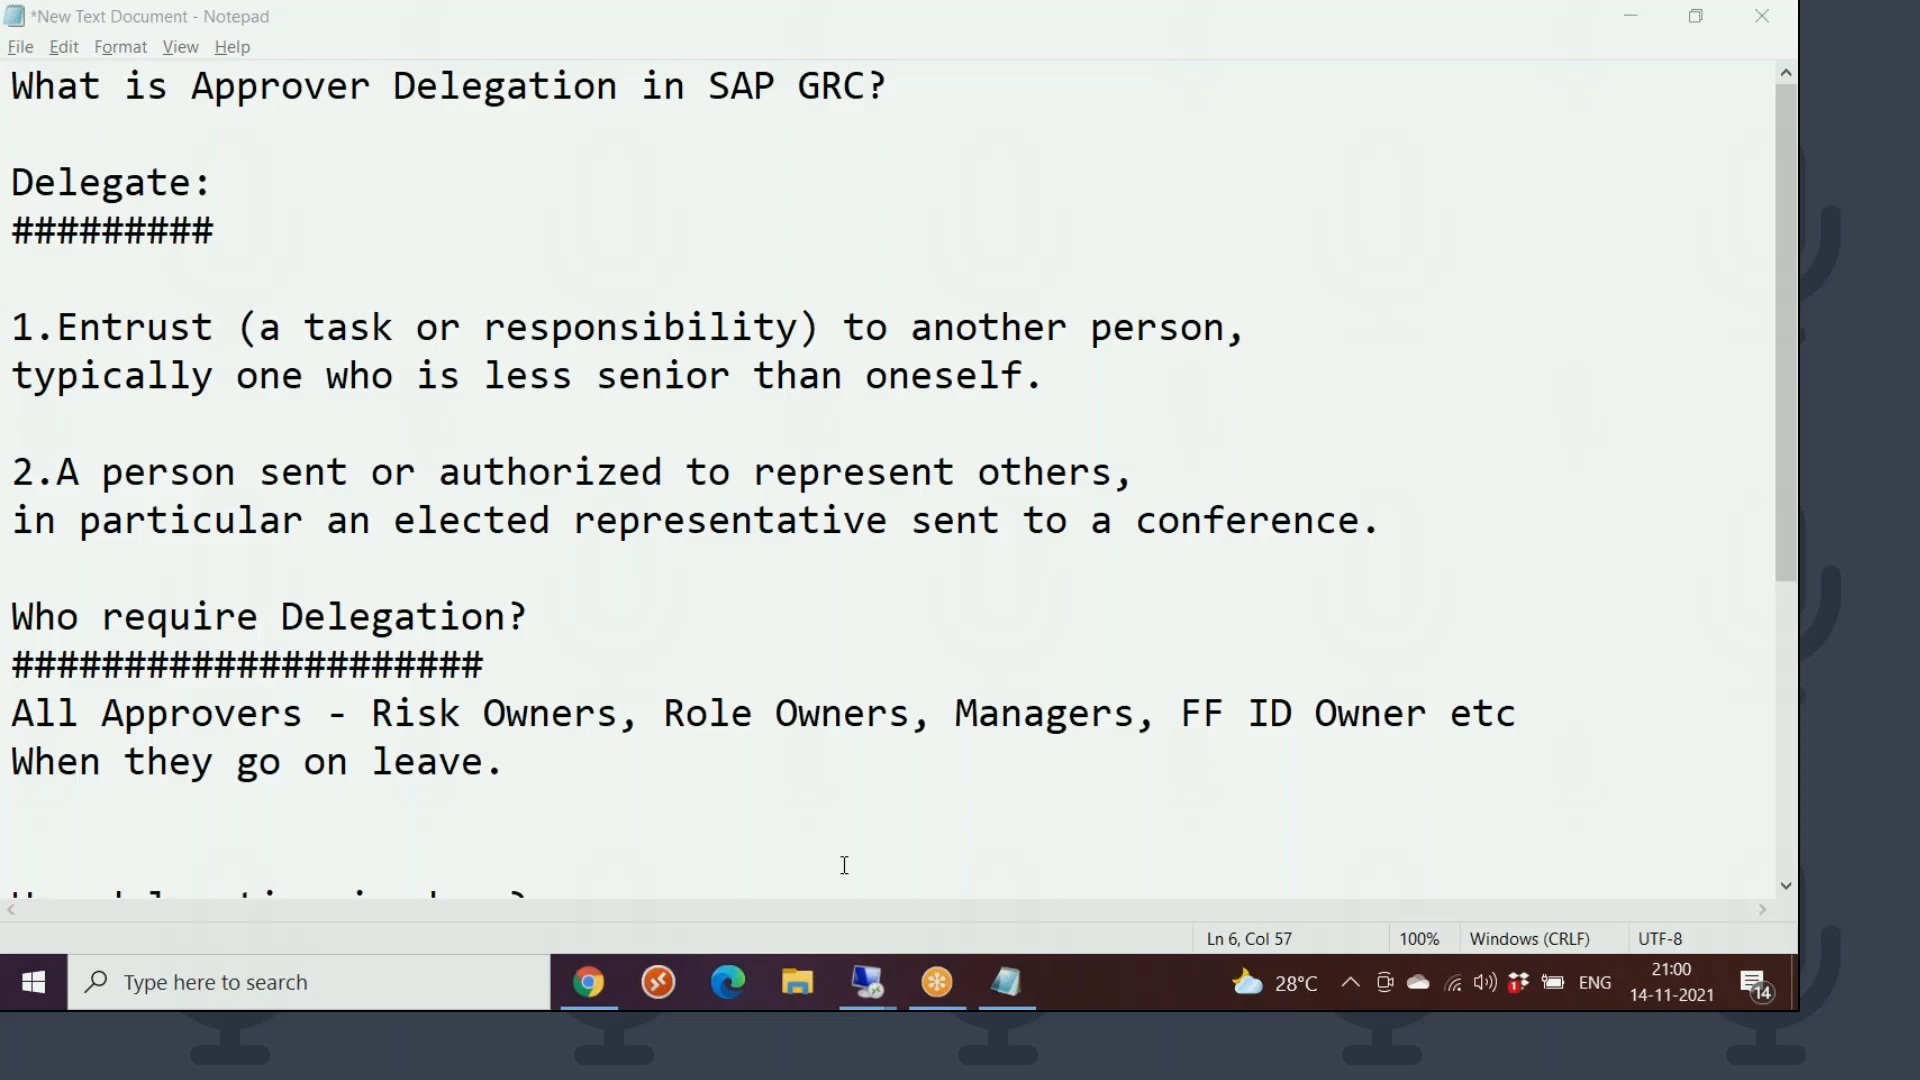 *New Text Document - Notepad
File Edit Format View Help
What is Approver Delegation in SAP GRC?
Delegate:
#########
1.Entrust (a task or responsibility) to another person,
typically one who is less senior than oneself.
2.A person sent or authorized to represent others,
in particular an elected representative sent to a conference.
Who require Delegation?
#####################
All Approvers - Risk Owners, Role Owners, Managers, FF ID Owner etc
When they go on leave.
Ln 6, Col 57 100% Windows (CRLF) UTF-8
Type here to search
28°C
1
ENG
21:00
14-11-2021
14